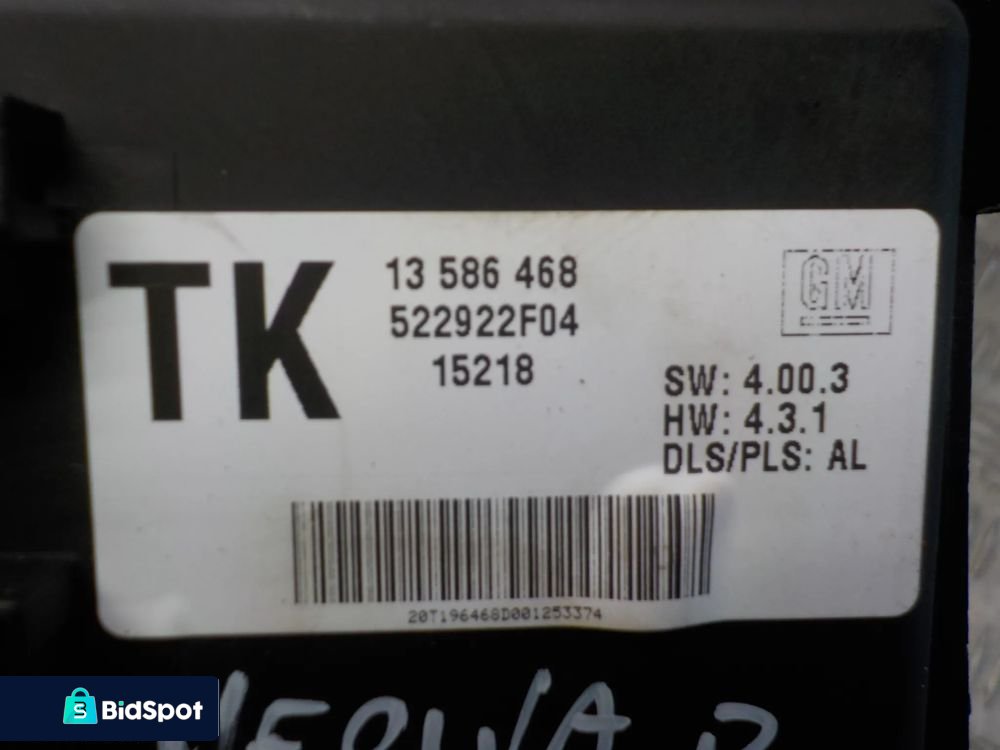 TK
13 586 468
522922F04
15218
GM
SW: 4.00.3
HW: 4.3.1
DLS/PLS: AL
20T196468D001253374
BidSpot